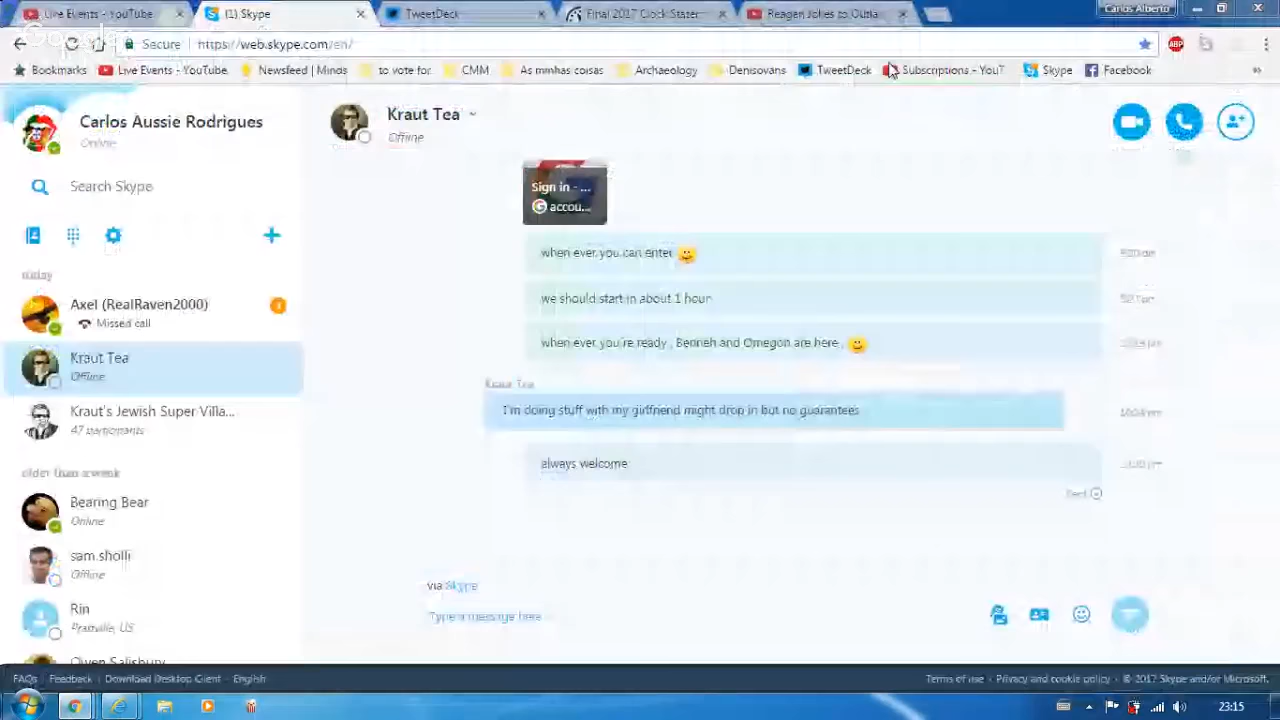 Live Events - YouTube
(1) Skype
TweetDeck
Final 2017 Clock Stater
Reagan Jokes to Outla
Carlos Alberto
Secure
https://web.skype.com/en/
Bookmarks
Live Events - YouTube
Newsfeed | Minds
to vote for
CMM
As minhas coisas
Archaeology
Denisovans
TweetDeck
Subscriptions - YouT
Skype
Facebook
Carlos Aussie Rodrigues
Online
Search Skype
today
Axel (RealRaven2000)
Missed call
Kraut Tea
Offline
Kraut's Jewish Super Villa...
47 participants
older than a week
Bearing Bear
Online
sam.sholli
Offline
Rin
US
Owen Salisbury
Kraut Tea
Offline
Sign in - ...
accou...
when ever you can enter
we should start in about 1 hour
when ever you're ready , Benneh and Omegon are here ,
Kraut Tea
I'm doing stuff with my girlfriend might drop in but no guarantees
always welcome
Sent
via Skype
Type a message here
FAQs
Feedback
Download Desktop Client
English
Terms of use - Privacy and cookie policy - © 2017 Skype and/or Microsoft.
23:15